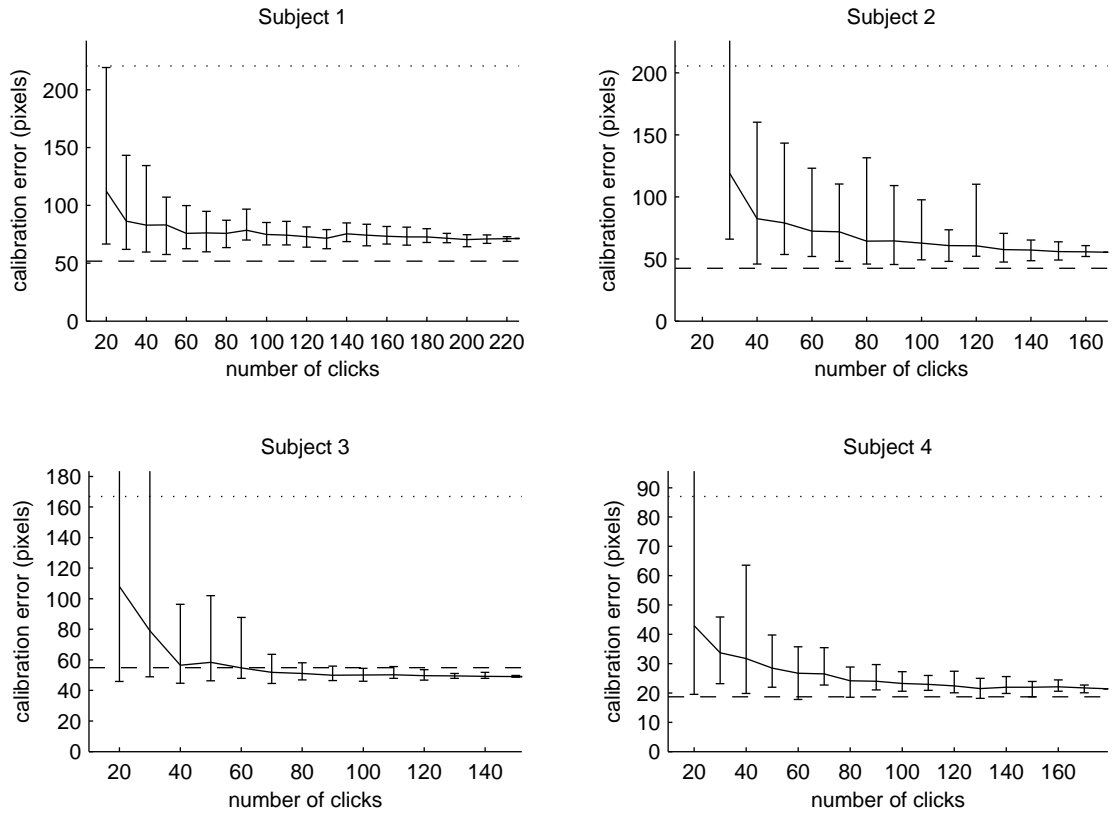 Subject 1
calibration error (pixels)
200
150
100
50
0
20 40 60 80 100 120 140 160 180 200 220
number of clicks
Subject 2
calibration error (pixels)
200
150
100
50
0
20 40 60 80 100 120 140 160
number of clicks
Subject 3
calibration error (pixels)
180
160
140
120
100
80
60
40
20
0
20 40 60 80 100 120 140
number of clicks
Subject 4
calibration error (pixels)
90
80
70
60
50
40
30
20
10
0
20 40 60 80 100 120 140 160
number of clicks